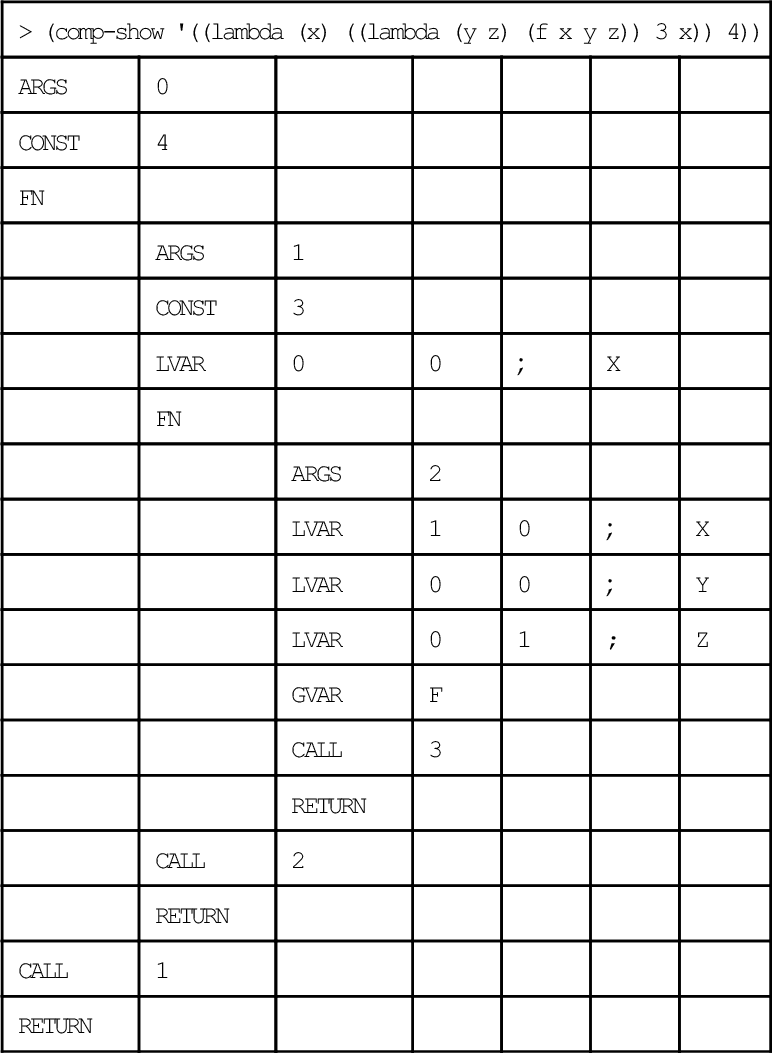 > (comp-show '((lambda (x) ((lambda (y z) (f x y z)) 3 x)) 4))
ARGS 0
CONST 4
FN
ARGS 1
CONST 3
LVAR 0 0 ; X
FN
ARGS 2
LVAR 1 0 ; X
LVAR 0 0 ; Y
LVAR 0 1 ; Z
GVAR F
CALL 3
RETURN
CALL 2
RETURN
CALL 1
RETURN